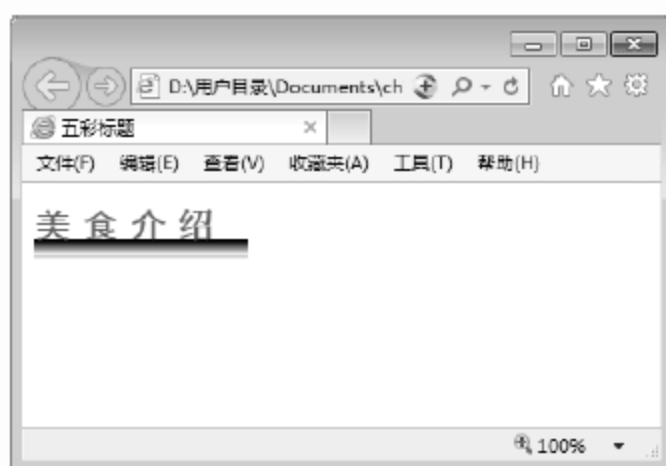 D:\用户目录\Documents\ch
五彩标题
文件(F) 编辑(E) 查看(V) 收藏夹(A) 工具(T) 帮助(H)
美食介绍
100%